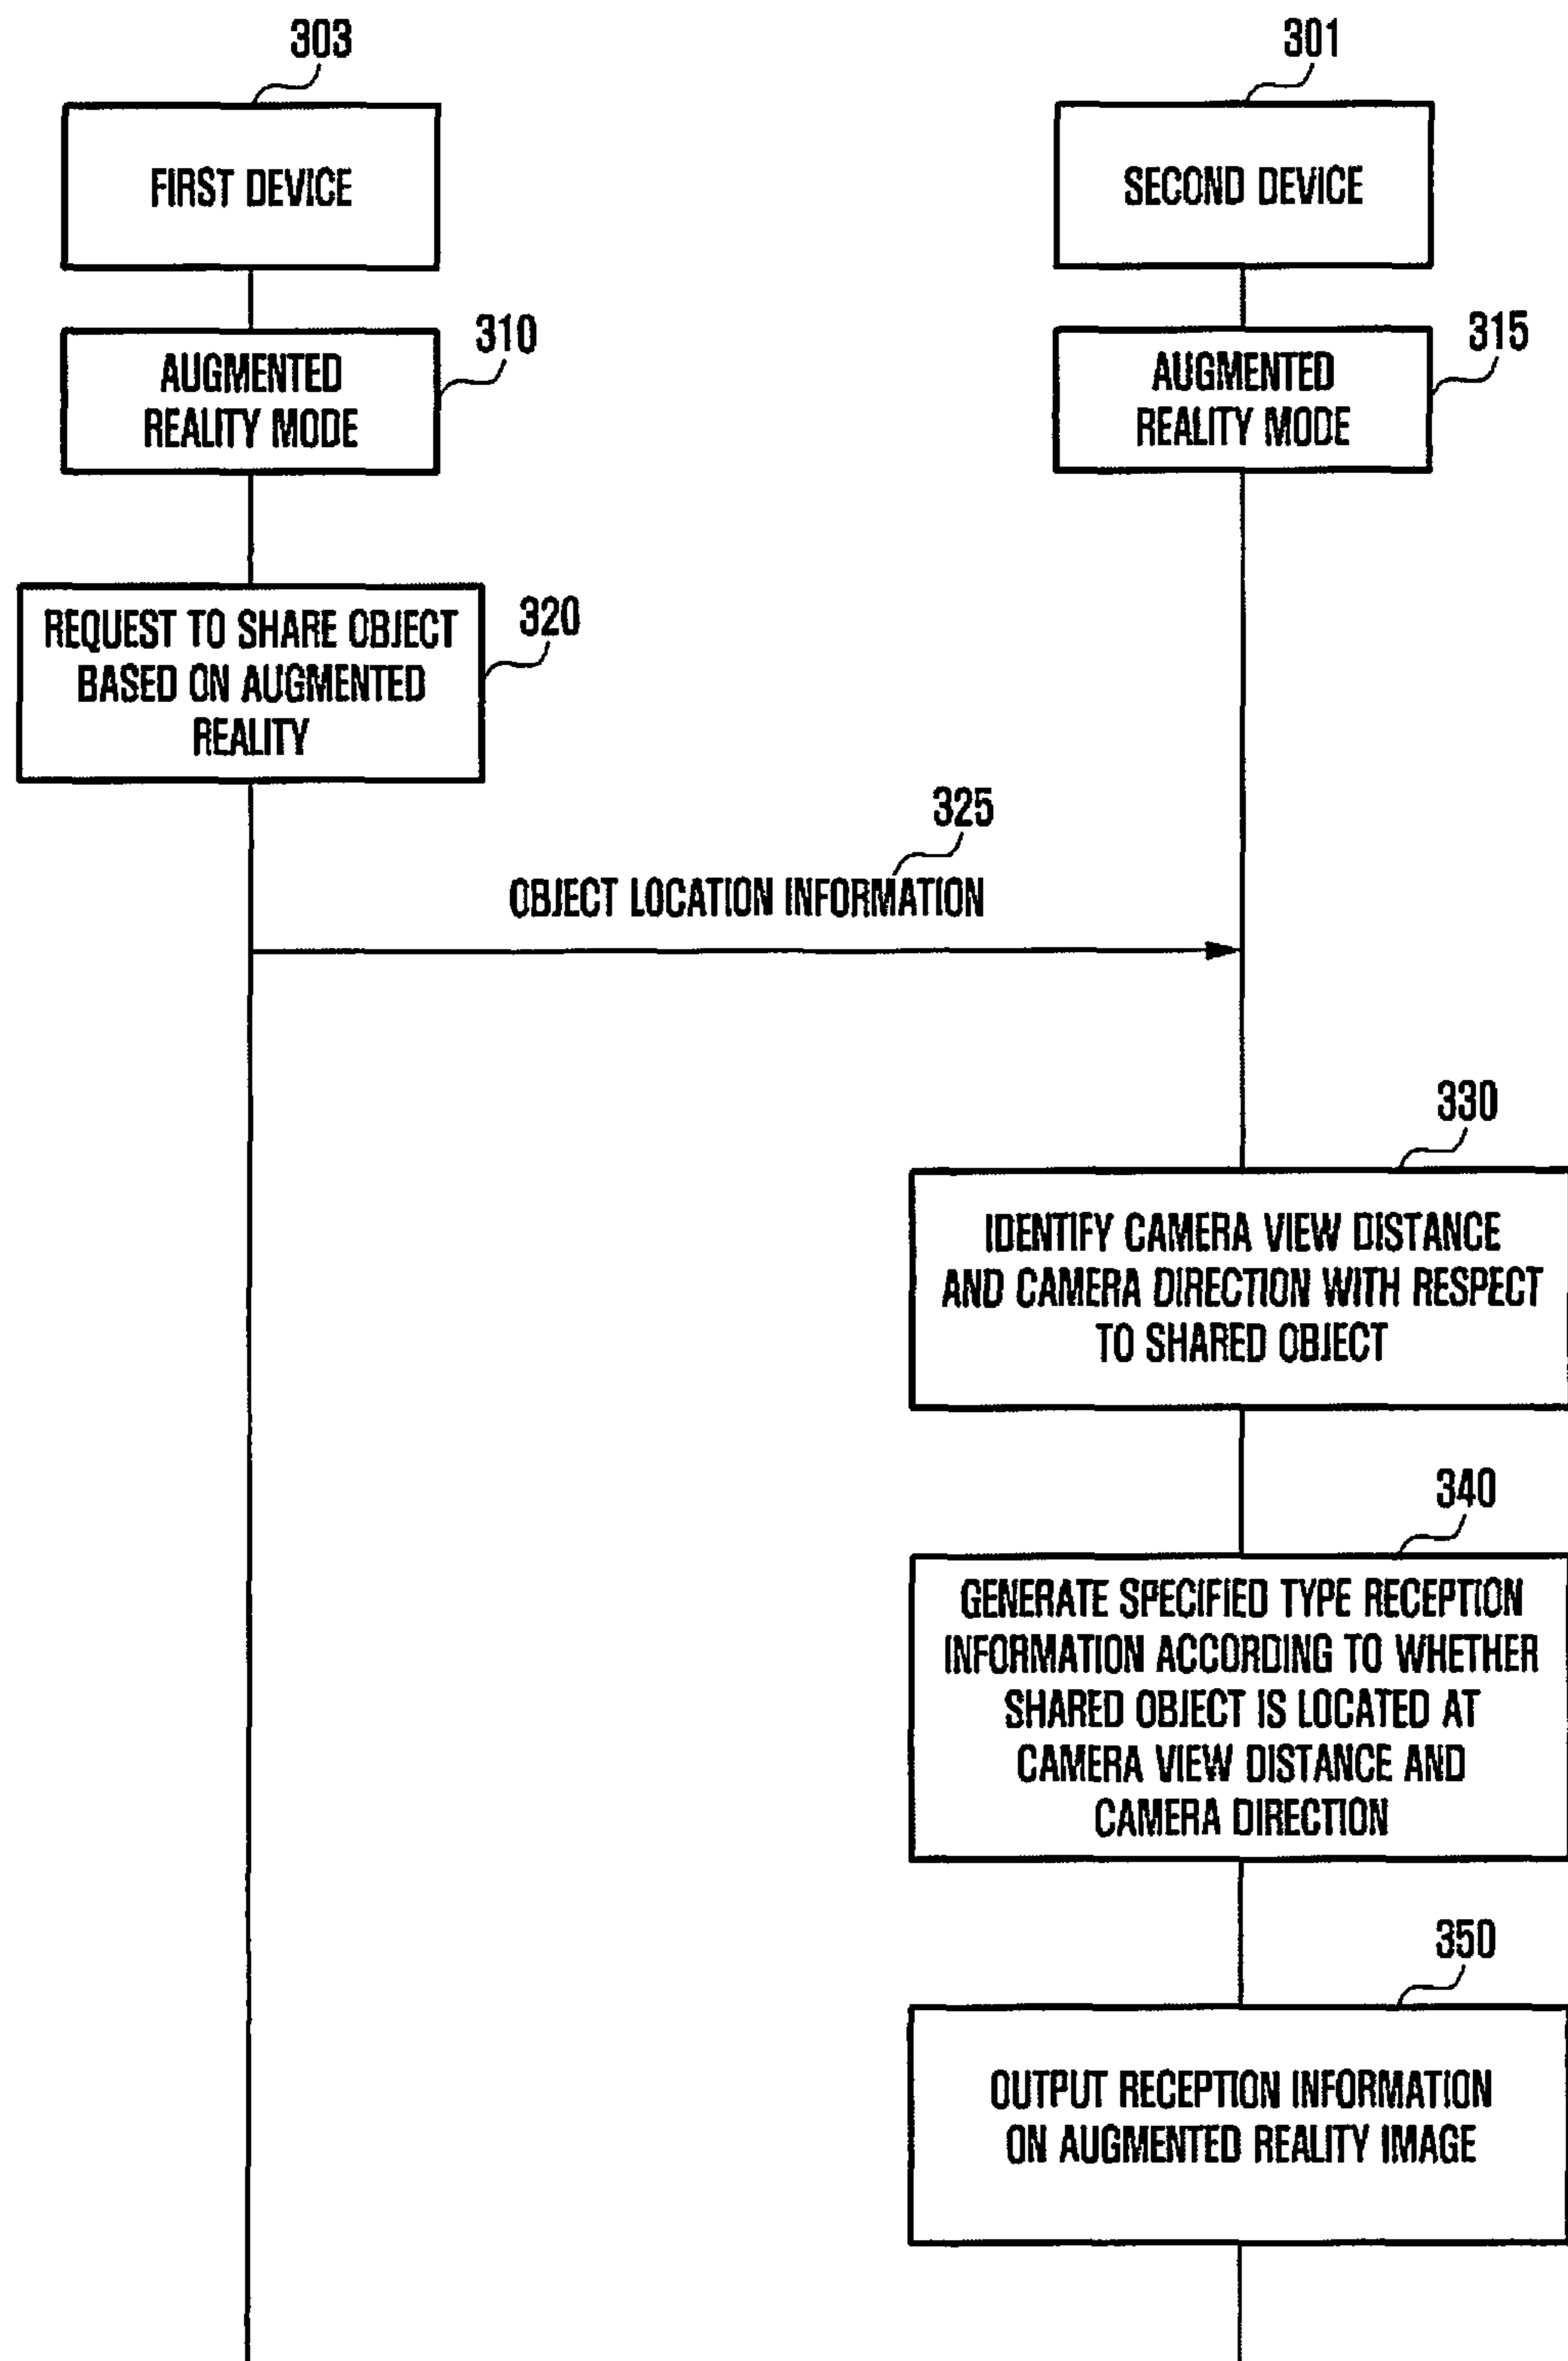 303
301
FIRST DEVICE
SECOND DEVICE
310
315
AUGMENTED
REALITY MODE
AUGMENTED
REALITY MODE
320
REQUEST TO SHARE OBJECT
BASED ON AUGMENTED
REALITY
325
OBJECT LOCATION INFORMATION
330
IDENTIFY CAMERA VIEW DISTANCE
AND CAMERA DIRECTION WITH RESPECT
TO SHARED OBJECT
340
GENERATE SPECIFIED TYPE RECEPTION
INFORMATION ACCORDING TO WHETHER
SHARED OBJECT IS LOCATED AT
CAMERA VIEW DISTANCE AND
CAMERA DIRECTION
350
OUTPUT RECEPTION INFORMATION
ON AUGMENTED REALITY IMAGE